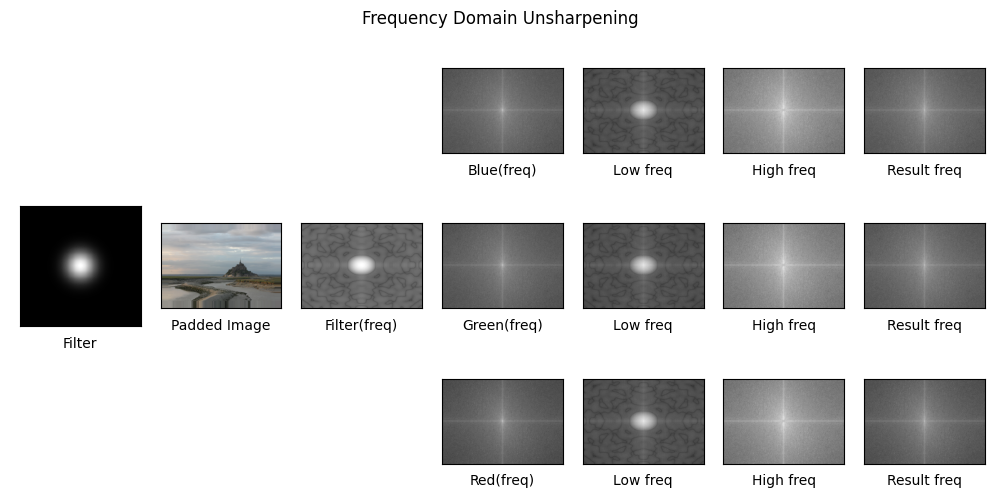 Frequency Domain Unsharpening
Blue(freq)
Low freq
High freq
Result freq
Filter
Padded Image
Filter(freq)
Green(freq)
Low freq
High freq
Result freq
Red(freq)
Low freq
High freq
Result freq